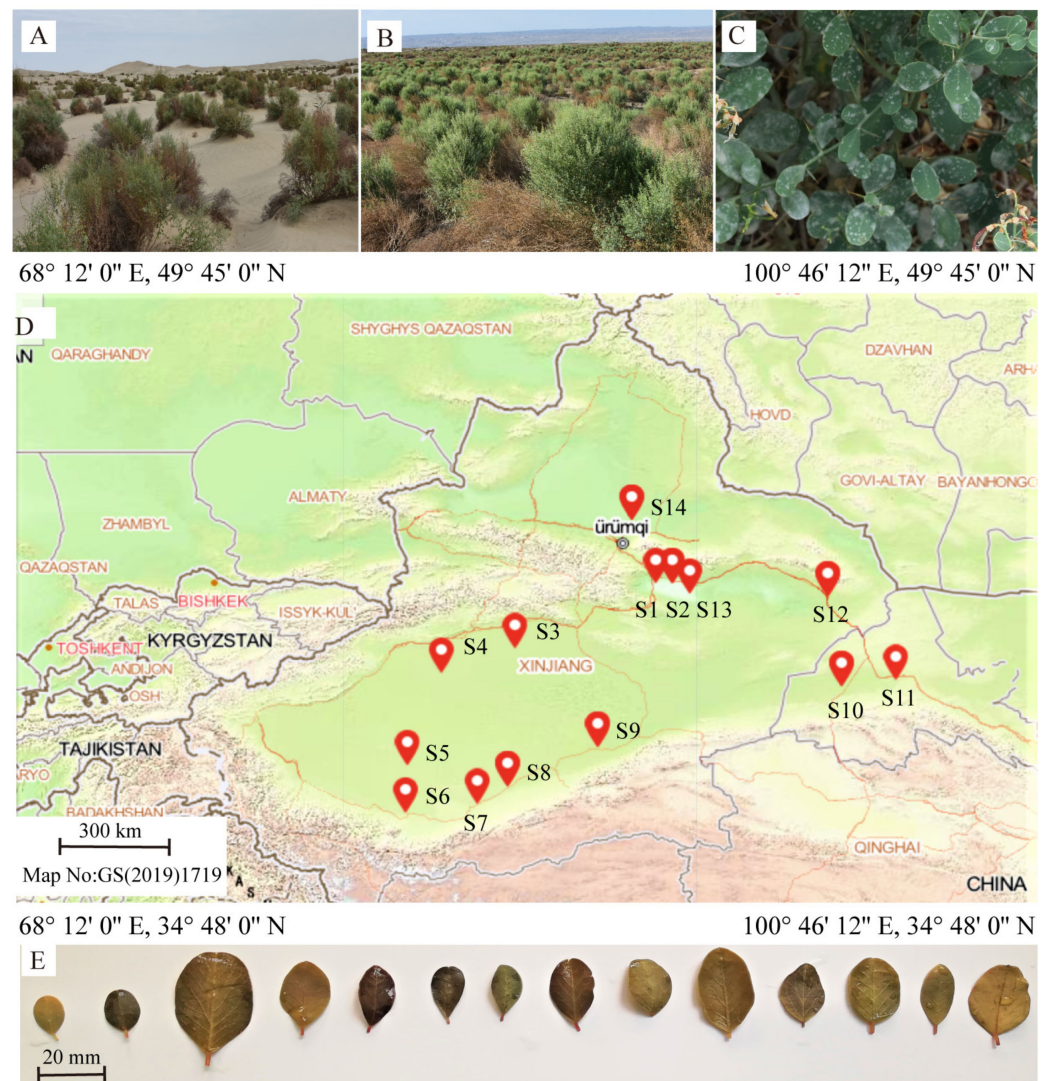 A
B
C
68° 12' 0" E, 49° 45' 0" N
100° 46' 12" E, 49° 45' 0" N
D
SHYGHYS QAZAQSTAN
QARAGHANDY
DZAVHAN
HOVD
ALMATY
GOVI-ALTAY
BAYANHONGO
S14
ürümqi
ZHAMBYL
QAZAQSTAN
S1
S2
S13
S12
TALAS
BISHKEK
ISSYK-KUL'
KYRGYZSTAN
TOSHKENT
ANDIJON
OSH
S3
S4
XINJIANG
S10
S11
S9
TAJIKISTAN
S5
S8
S6
S7
BADAKHSHAN
300 km
Map No:GS(2019)1719
QINGHAI
CHINA
68° 12' 0" E, 34° 48' 0" N
100° 46' 12" E, 34° 48' 0" N
E
20 mm